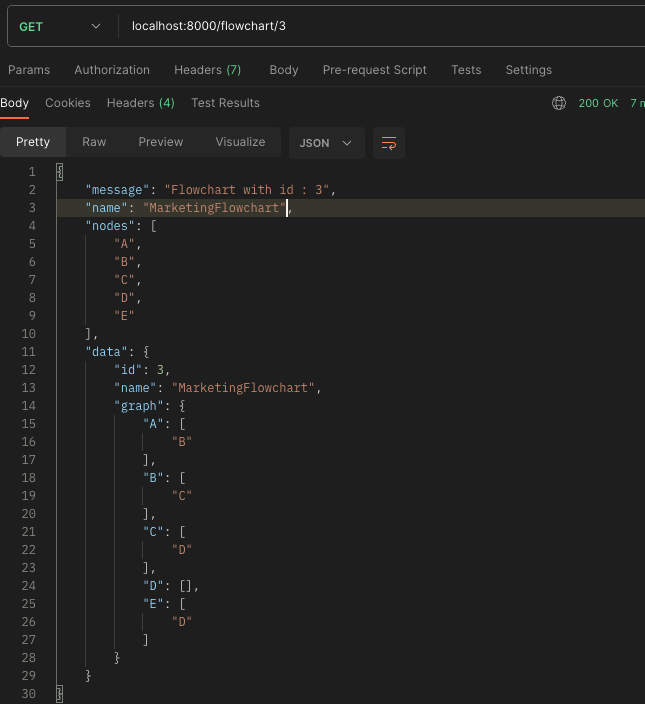 GET localhost:8000/flowchart/3
Params Authorization Headers (7) Body Pre-request Script Tests Settings
Body Cookies Headers (4) Test Results 200 OK 7
Pretty Raw Preview Visualize JSON
1 {
2 "message": "Flowchart with id : 3",
3 "name": "MarketingFlowchart",
4 "nodes": [
5 "A",
6 "B",
7 "C",
8 "D",
9 "E"
10 ],
11 "data": {
12 "id": 3,
13 "name": "MarketingFlowchart",
14 "graph": {
15 "A": [
16 "B"
17 ],
18 "B": [
19 "C"
20 ],
21 "C": [
22 "D"
23 ],
24 "D": [],
25 "E": [
26 "D"
27 ]
28 }
29 }
30 }